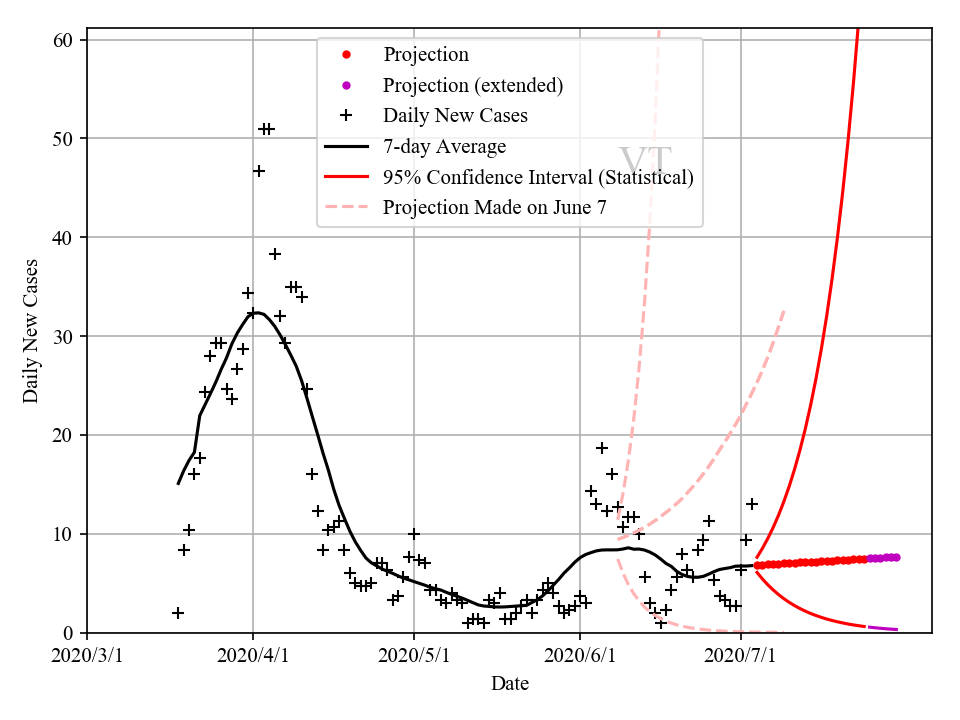 60
50
40
30
20
10
0
Daily New Cases
Projection
Projection (extended)
Daily New Cases
7-day Average
95% Confidence Interval (Statistical)
Projection Made on June 7
VT
2020/3/1 2020/4/1 2020/5/1 2020/6/1 2020/7/1
Date